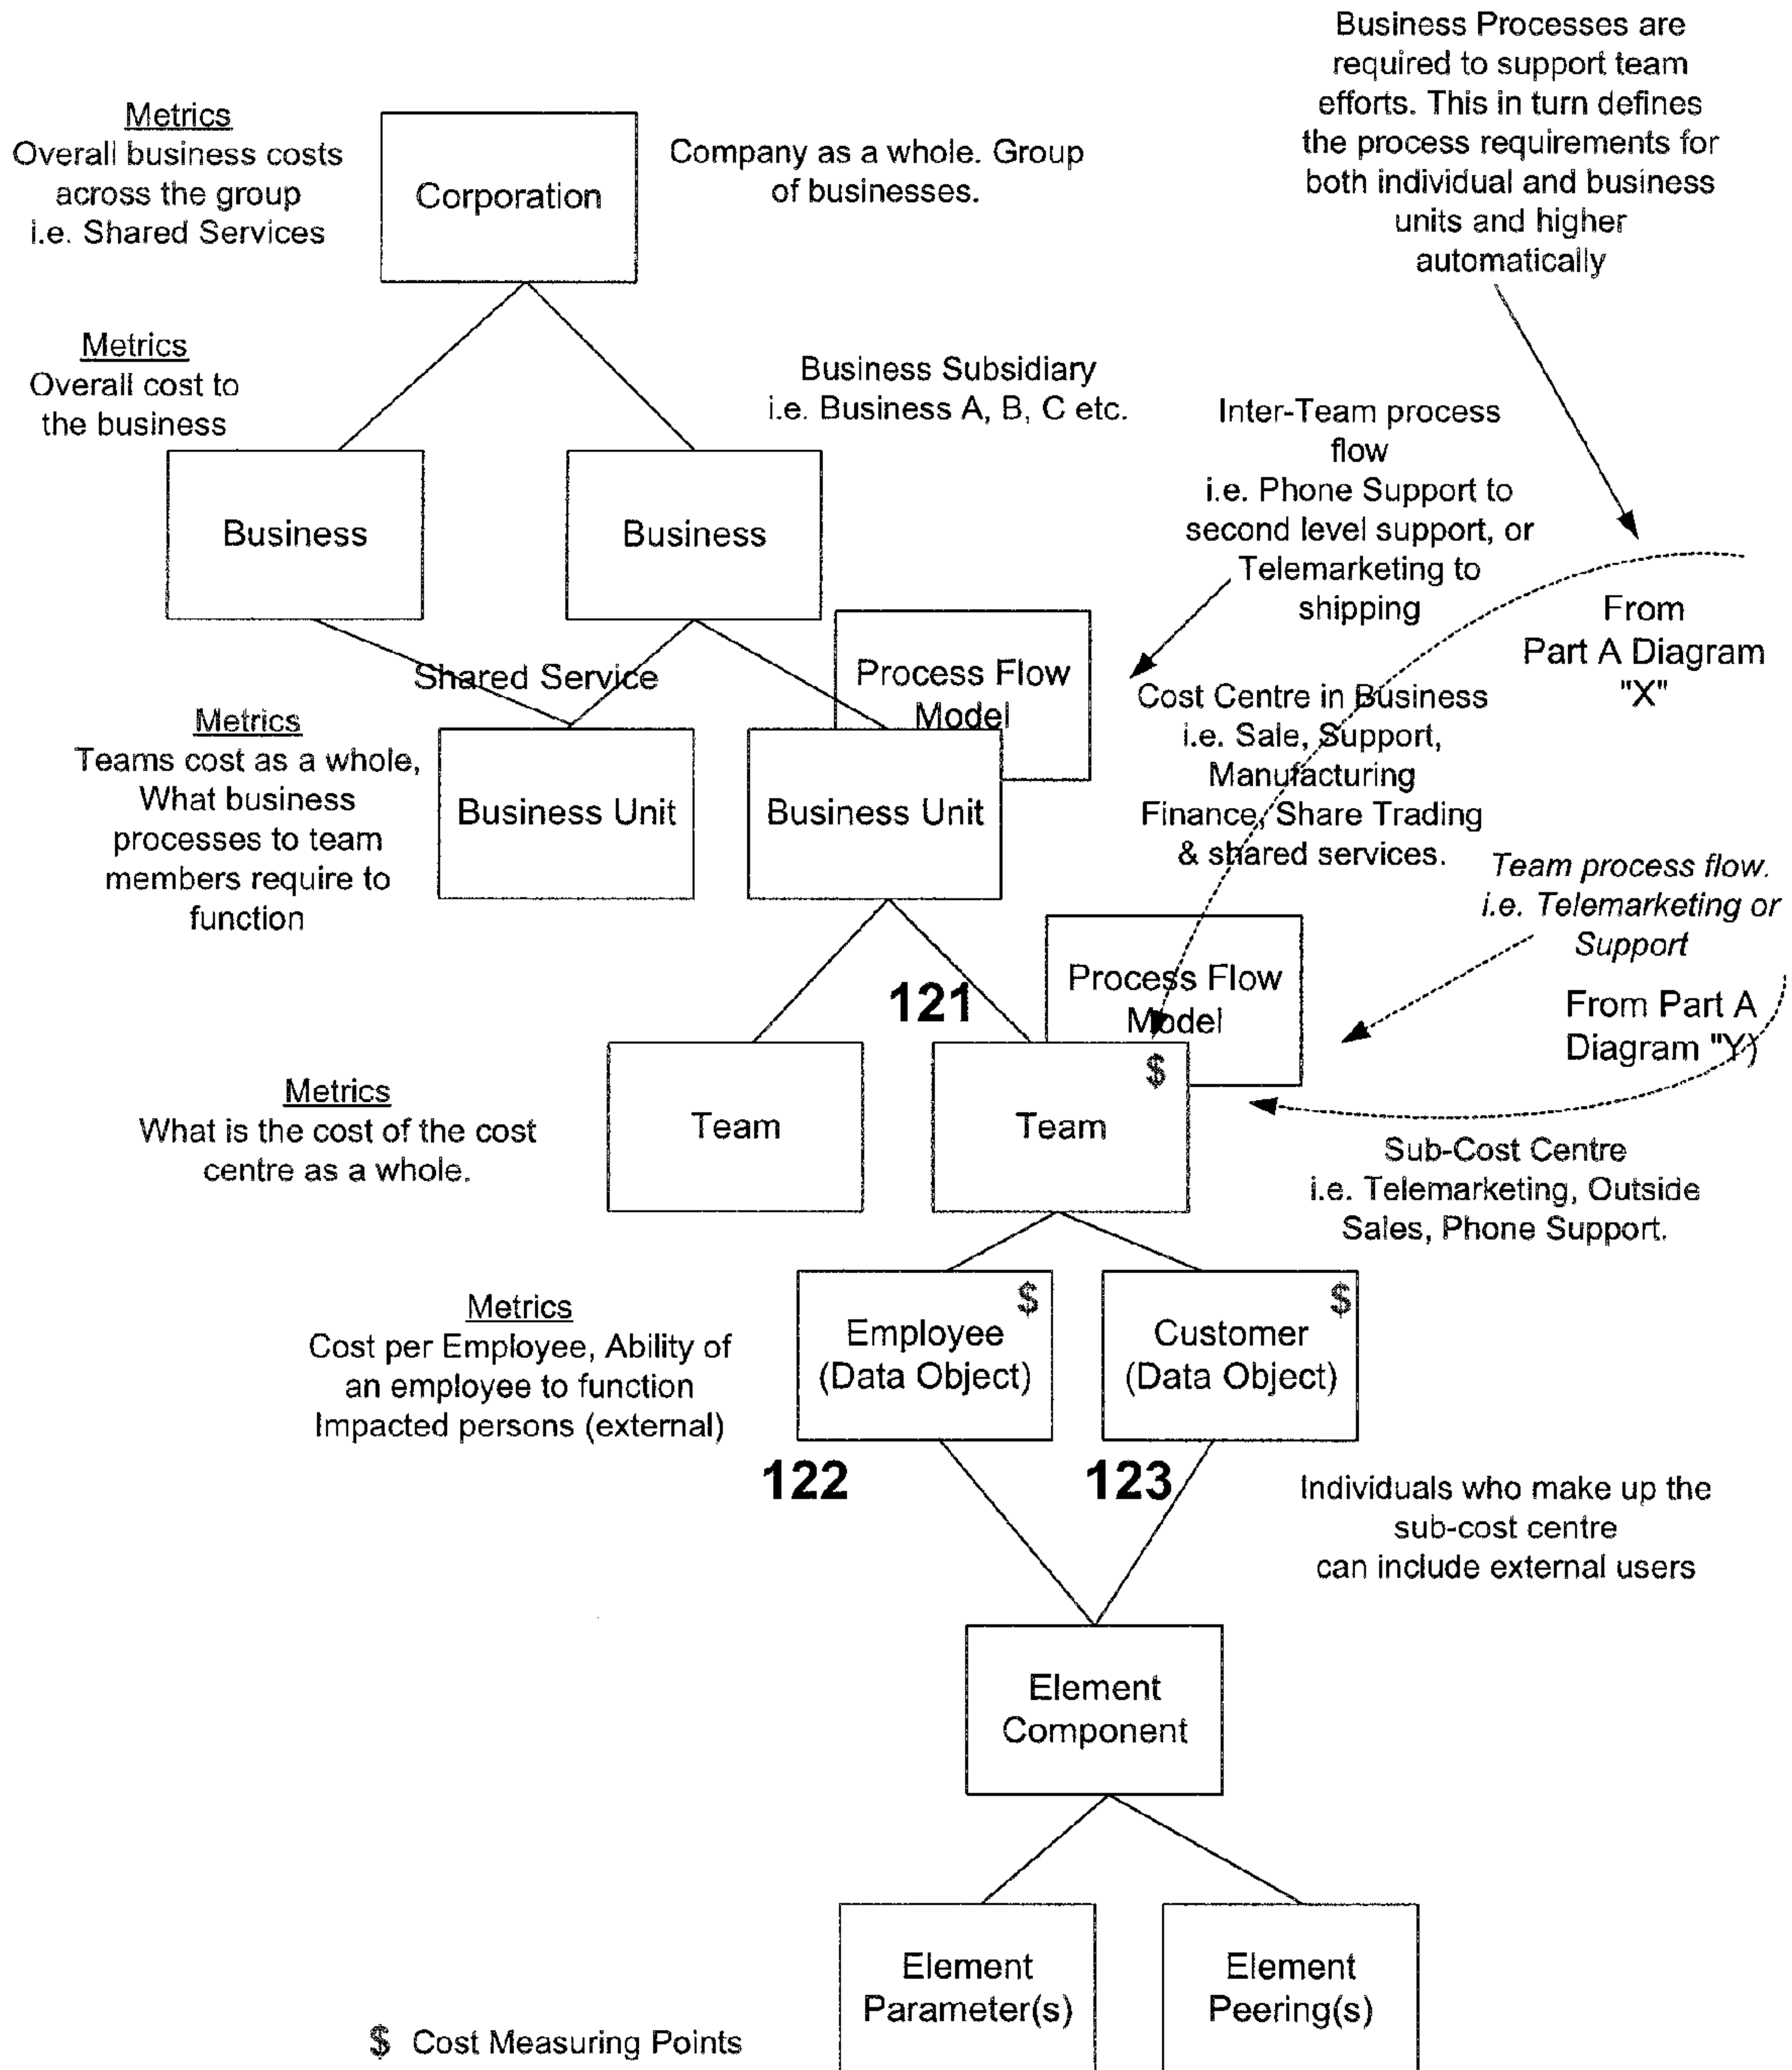 Business Processes are
required to support team
efforts. This in turn defines
the process requirements for
both individual and business
units and higher
automatically
Metrics
Overall business costs
across the group
i.e. Shared Services
Corporation
Company as a whole. Group
of businesses.
Metrics
Overall cost to
the business
Business Subsidiary
i.e. Business A, B, C etc.
Inter-Team process
flow
i.e. Phone Support to
second level support, or
Telemarketing to
shipping
Business
Business
From
Part A Diagram
"X"
Shared Service
Process Flow
Model
Cost Centre in Business
i.e. Sale, Support,
Manufacturing
Finance, Share Trading
& shared services.
Metrics
Teams cost as a whole,
What business
processes to team
members require to
function
Business Unit
Business Unit
Team process flow.
i.e. Telemarketing or
Support
121
Process Flow
Model
From Part A
Diagram "Y)
Metrics
What is the cost of the cost
centre as a whole.
Team
$
Team
Sub-Cost Centre
i.e. Telemarketing, Outside
Sales, Phone Support.
Metrics
Cost per Employee, Ability of
an employee to function
Impacted persons (external)
$
Employee
(Data Object)
$
Customer
(Data Object)
122
123
Individuals who make up the
sub-cost centre
can include external users
Element
Component
Element
Parameter(s)
Element
Peering(s)
$ Cost Measuring Points